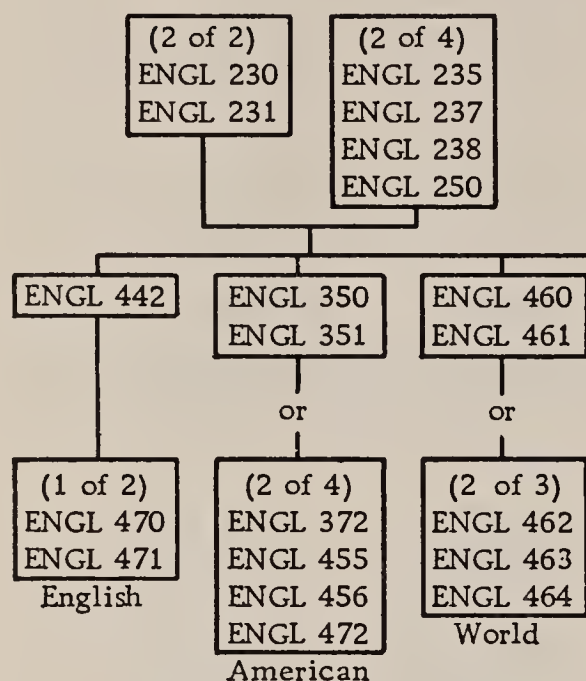 (2 of 2)
ENGL 230
ENGL 231
(2 of 4)
ENGL 235
ENGL 237
ENGL 238
ENGL 250
ENGL 442
ENGL 350
ENGL 351
ENGL 460
ENGL 461
or
or
(1 of 2)
ENGL 470
ENGL 471
English
(2 of 4)
ENGL 372
ENGL 455
ENGL 456
ENGL 472
American
(2 of 3)
ENGL 462
ENGL 463
ENGL 464
World